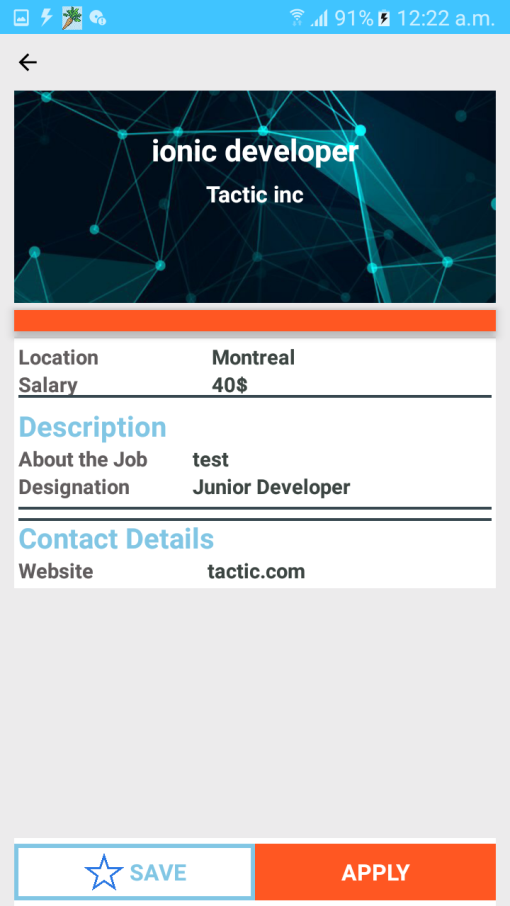 91% 12:22 a.m.
ionic developer
Tactic inc
Location Montreal
Salary 40$
Description
About the Job test
Designation Junior Developer
Contact Details
Website tactic.com
SAVE APPLY